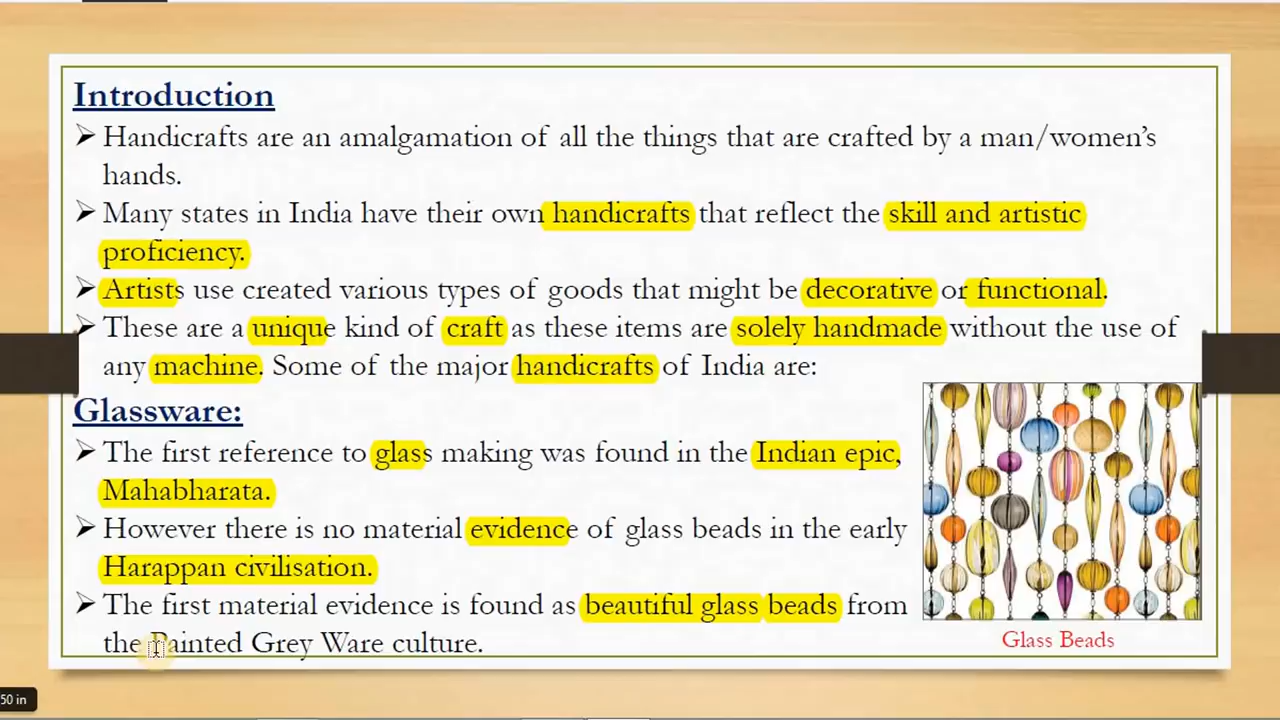 Introduction
➢ Handicrafts are an amalgamation of all the things that are crafted by a man/women's
hands.
➢ Many states in India have their own handicrafts that reflect the skill and artistic
proficiency.
➢ Artists use created various types of goods that might be decorative or functional.
➢ These are a unique kind of craft as these items are solely handmade without the use of
any machine. Some of the major handicrafts of India are:
Glassware:
➢ The first reference to glass making was found in the Indian epic,
Mahabharata.
➢ However there is no material evidence of glass beads in the early
Harappan civilisation.
➢ The first material evidence is found as beautiful glass beads from
the Painted Grey Ware culture.
Glass Beads
50 in